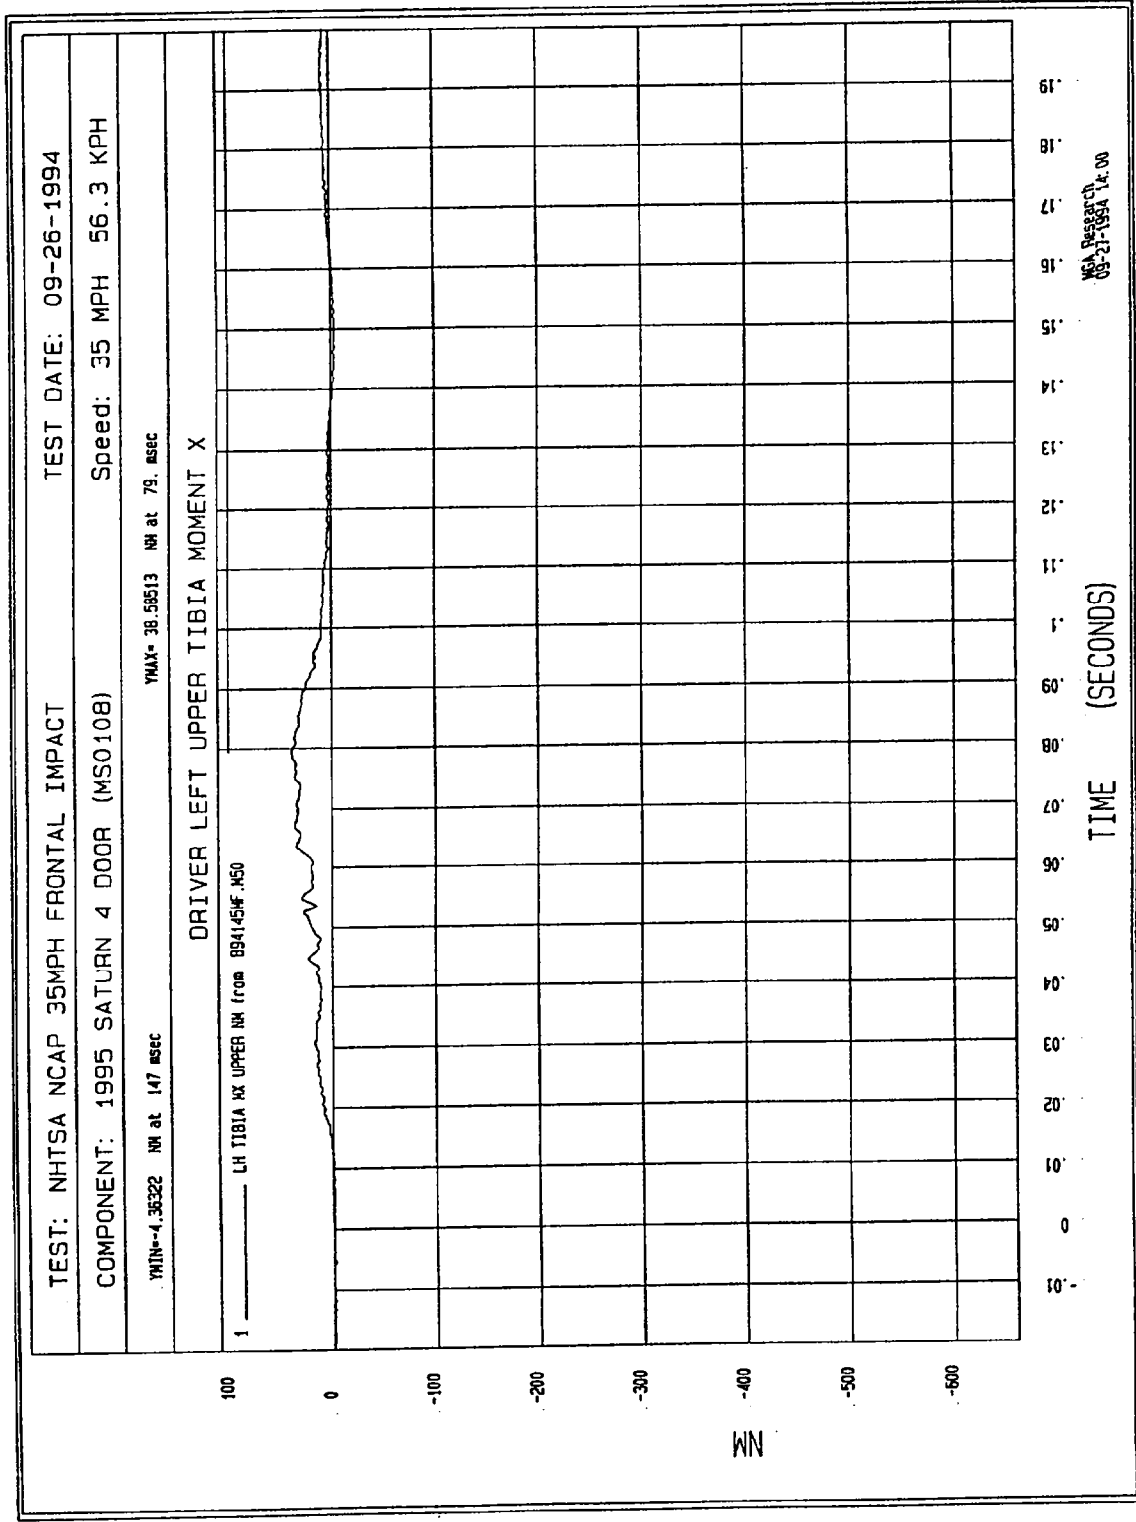 TEST: NHTSA NCAP 35MPH FRONTAL IMPACT TEST DATE: 09-26-1994
COMPONENT: 1995 SATURN 4 DOOR (MS0108) Speed: 35 MPH 56.3 KPH
YMIN=-4.36322 NM at 147 msec YMAX= 38.58513 NM at 79. msec
DRIVER LEFT UPPER TIBIA MOMENT X
1 LH TIBIA MX UPPER NM from B94145MF.M50
100
0
-100
-200
-300
-400
-500
-600
NM
-.01 0 .01 .02 .03 .04 .05 .06 .07 .08 .09 .1 .11 .12 .13 .14 .15 .16 .17 .18 .19
TIME (SECONDS)
MGA Research
09-27-1994 14:00